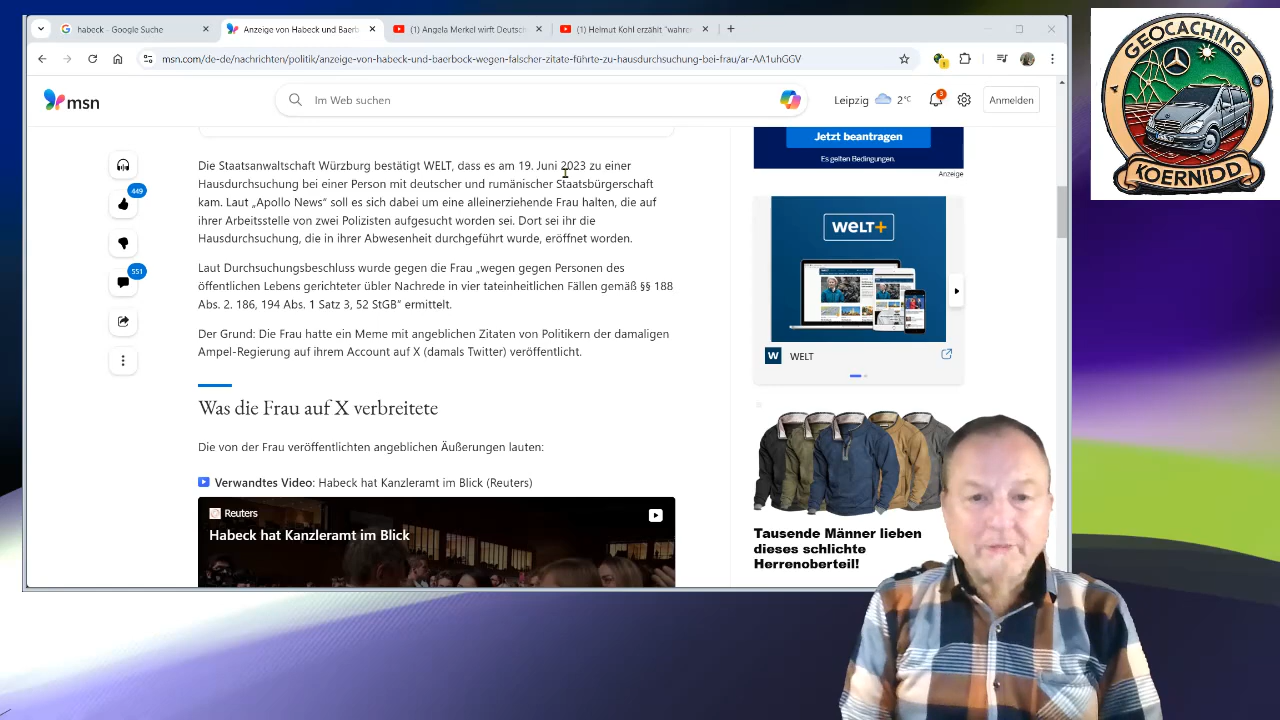 habeck - Google Suche
Anzeige von Habeck und Baerb
(1) Angela Merkel tritt Deutsch
(1) Helmut Kohl erzählt "wahre
msn.com/de-de/nachrichten/politik/anzeige-von-habeck-und-baerbock-wegen-falscher-zitate-führte-zu-hausdurchsuchung-bei-frau/ar-AA1uhGGV
msn
Im Web suchen
Leipzig
2°C
3
Anmelden
Jetzt beantragen
Es gelten Bedingungen.
Anzeige
449
551
Die Staatsanwaltschaft Würzburg bestätigt WELT, dass es am 19. Juni 2023 zu einer
Hausdurchsuchung bei einer Person mit deutscher und rumänischer Staatsbürgerschaft
kam. Laut „Apollo News“ soll es sich dabei um eine Berufstätige Frau halten, die auf
ihrer Arbeitsstelle von zwei Polizisten aufgesucht worden sei. Dort sei ihr die
Hausdurchsuchung, die in ihrer Abwesenheit durchgeführt wurde, eröffnet worden.
Laut Durchsuchungsbeschluss wurde gegen die Frau „wegen gegen Personen des
öffentlichen Lebens gerichteter übler Nachrede in vier tateinheitlichen Fällen gemäß §§ 188
Abs. 2, 186, 194 Abs. 1 Satz 3, 52 StGB“ ermittelt.
Der Grund: Die Frau hatte ein Meme mit angeblichen Zitaten von Politikern der damaligen
Ampel-Regierung auf ihrem Account auf X (damals Twitter) veröffentlicht.
Was die Frau auf X verbreitete
Die von der Frau veröffentlichten angeblichen Äußerungen lauten:
Verwandtes Video: Habeck hat Kanzleramt im Blick (Reuters)
Reuters
Habeck hat Kanzleramt im Blick
WELT+
W
WELT
Tausende Männer lieben
dieses schlichte
Herrenoberteil!
GEOCACHING
KOERNIDD